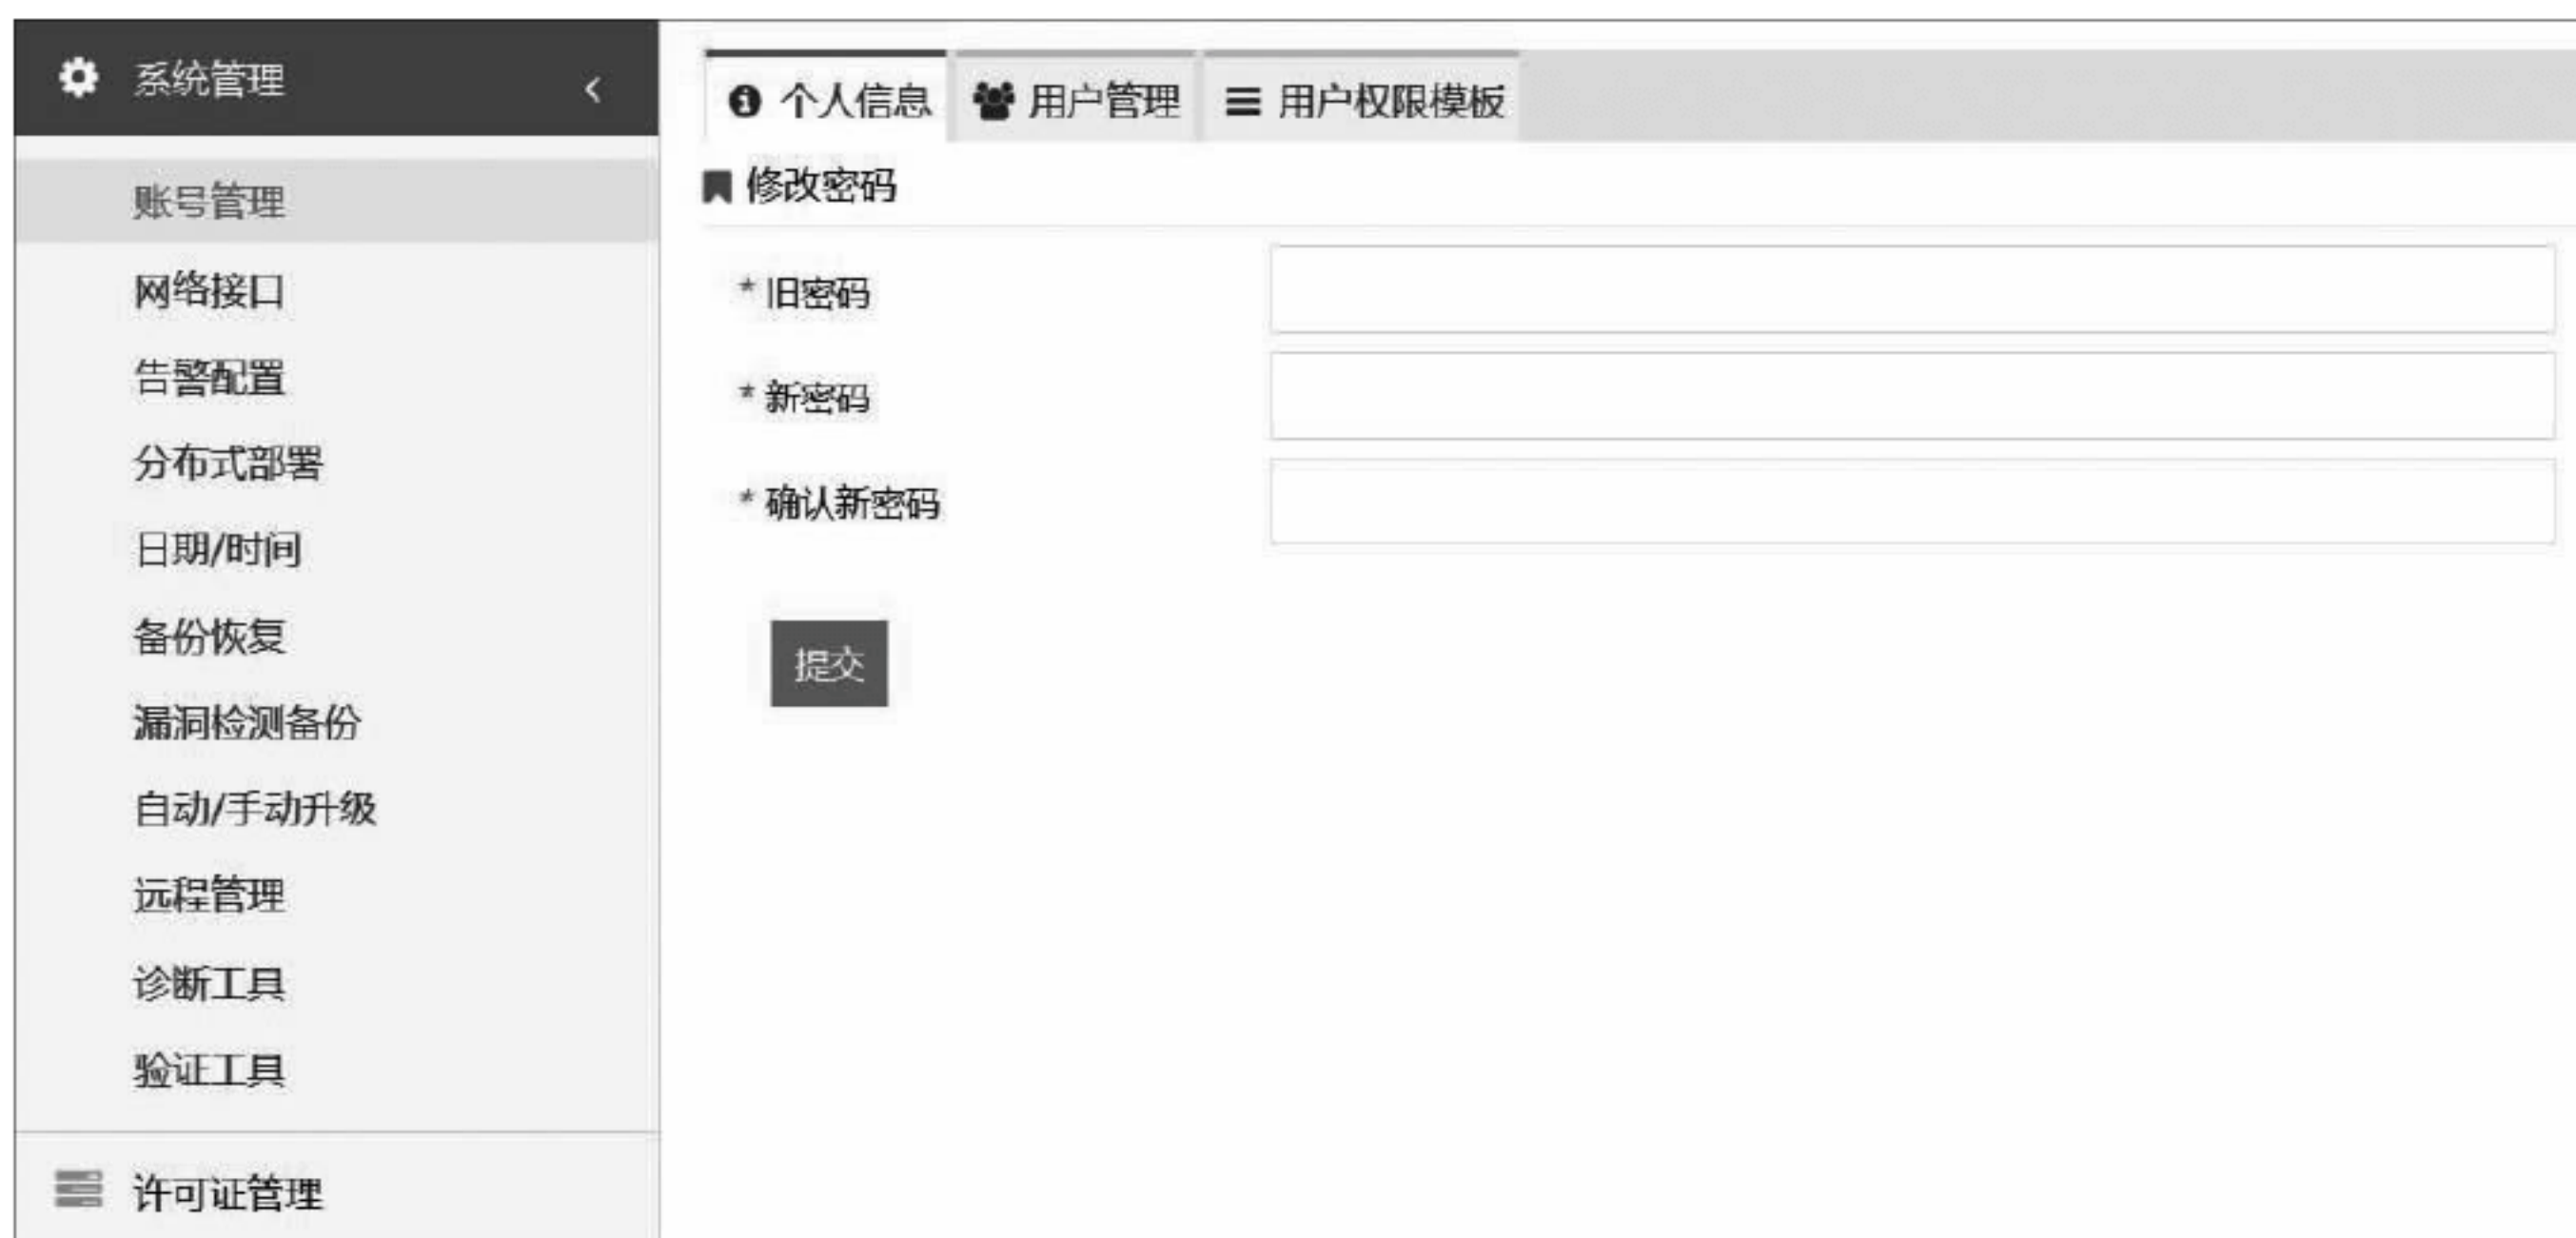 系统管理
账号管理
网络接口
告警配置
分布式部署
日期/时间
备份恢复
漏洞检测备份
自动/手动升级
远程管理
诊断工具
验证工具
许可证管理
个人信息 用户管理 用户权限模板
修改密码
* 旧密码
* 新密码
* 确认新密码
提交